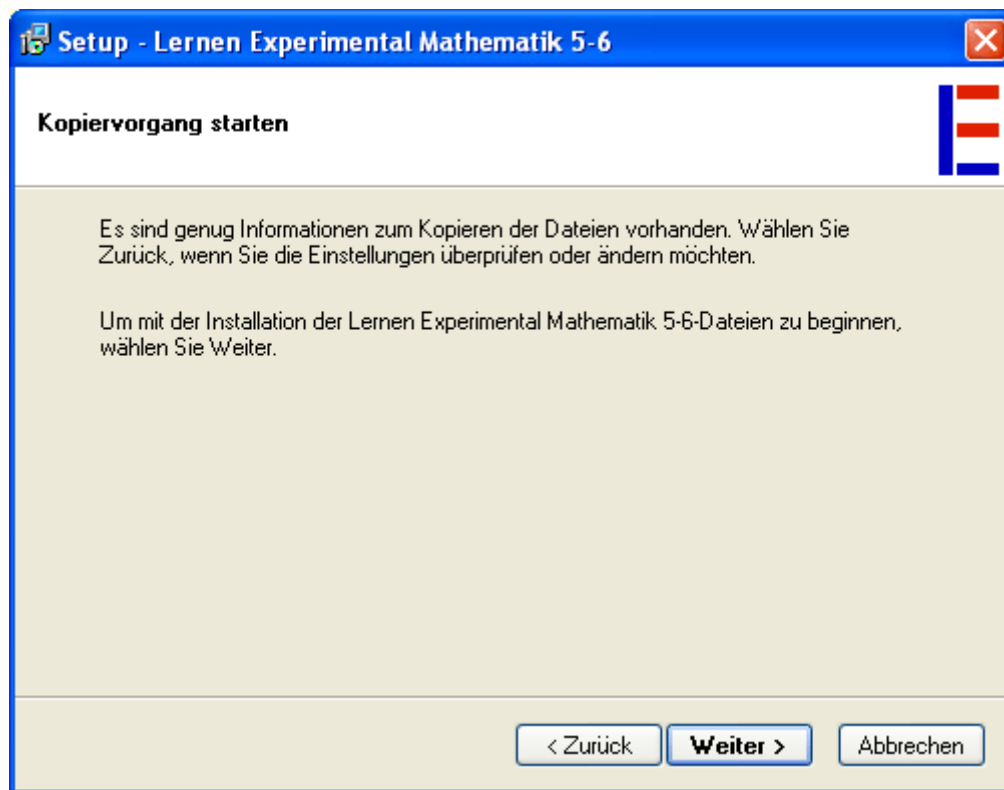 Setup - Lernen Experimental Mathematik 5-6
Kopiervorgang starten
Es sind genug Informationen zum Kopieren der Dateien vorhanden. Wählen Sie
Zurück, wenn Sie die Einstellungen überprüfen oder ändern möchten.
Um mit der Installation der Lernen Experimental Mathematik 5-6-Dateien zu beginnen,
wählen Sie Weiter.
< Zurück Weiter > Abbrechen